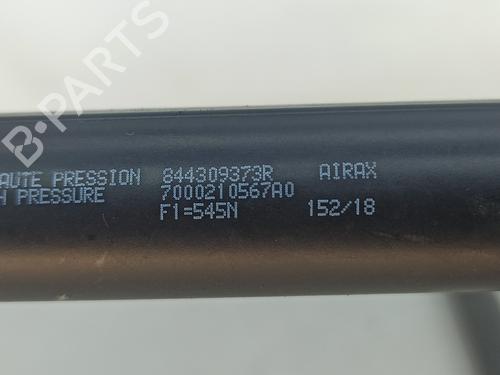 AUTE PRESSION 844309373R AIRAX
H PRESSURE 7000210567A0
F1=545N 152/18
B-PARTS